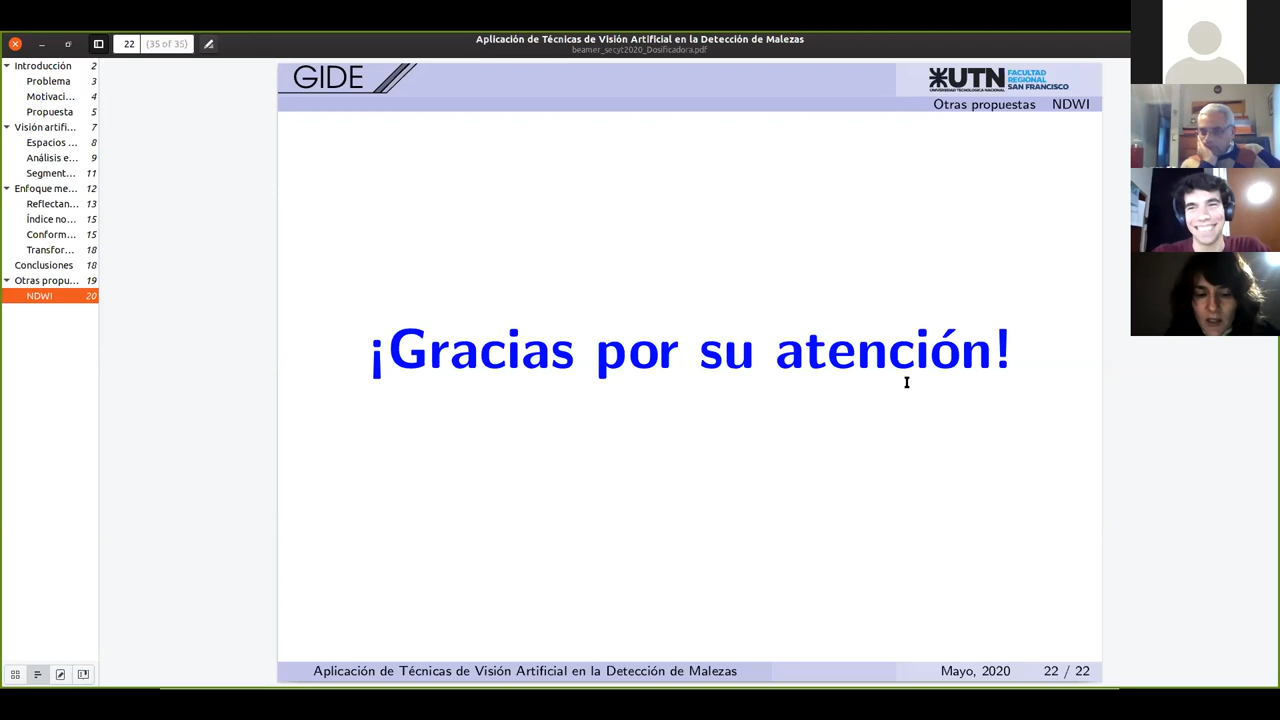 22 (35 of 35)
Aplicación de Técnicas de Visión Artificial en la Detección de Malezas
beamer_secyt2020_Dosificadora.pdf
Introducción 2
Problema 3
Motivaci... 4
Propuesta 5
Visión artifi... 7
Espacios ... 8
Análisis e... 9
Segment... 11
Enfoque me... 12
Reflectan... 13
Índice no... 15
Conform... 15
Transfor... 18
Conclusiones 18
Otras propu... 19
NDWI 20
GIDE
UTN
UNIVERSIDAD TECNOLÓGICA NACIONAL
FACULTAD
REGIONAL
SAN FRANCISCO
Otras propuestas NDWI
¡Gracias por su atención!
Aplicación de Técnicas de Visión Artificial en la Detección de Malezas Mayo, 2020 22 / 22